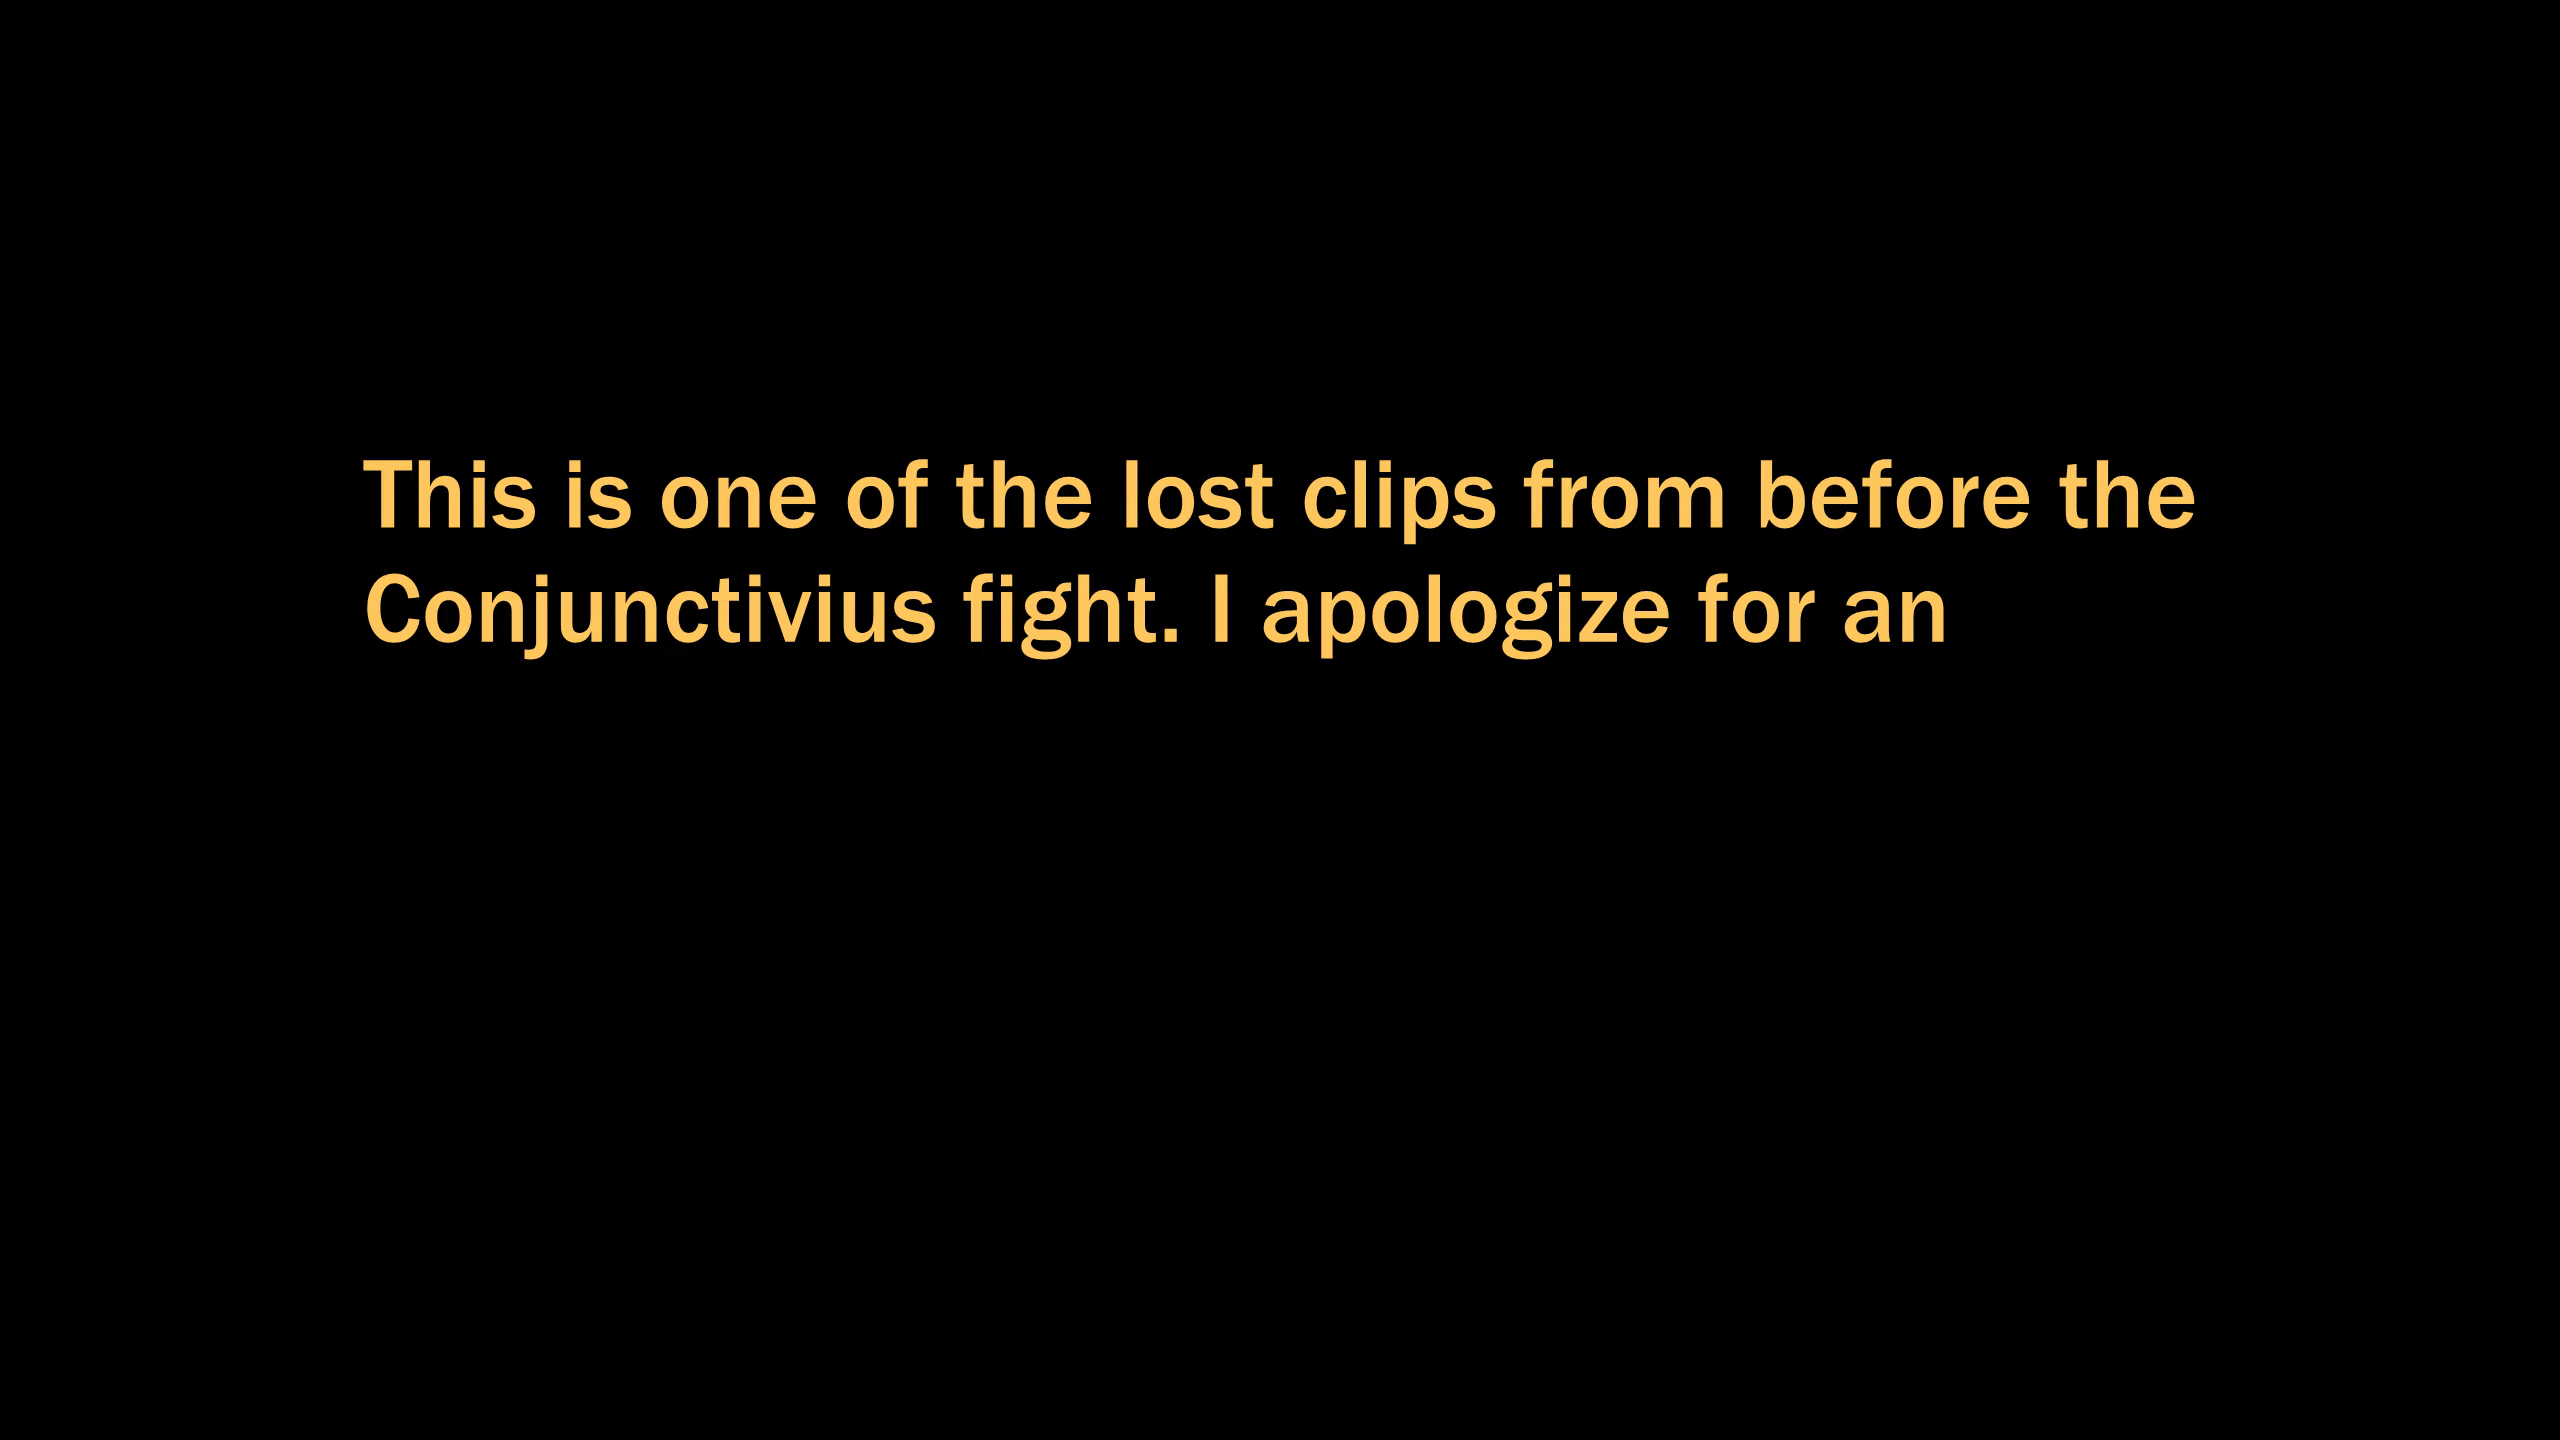 This is one of the lost clips from before the
Conjunctivius fight. I apologize for an